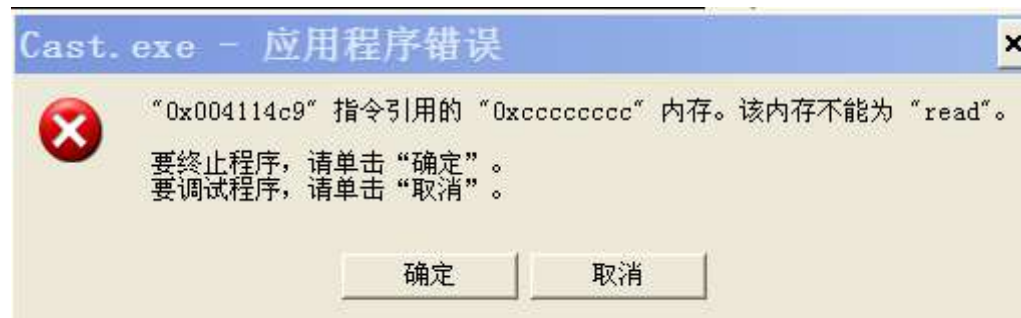 Cast.exe - 应用程序错误
"0x004114c9" 指令引用的 "0xcccccccc" 内存。该内存不能为 "read"。
要终止程序，请单击“确定”。
要调试程序，请单击“取消”。
确定 取消